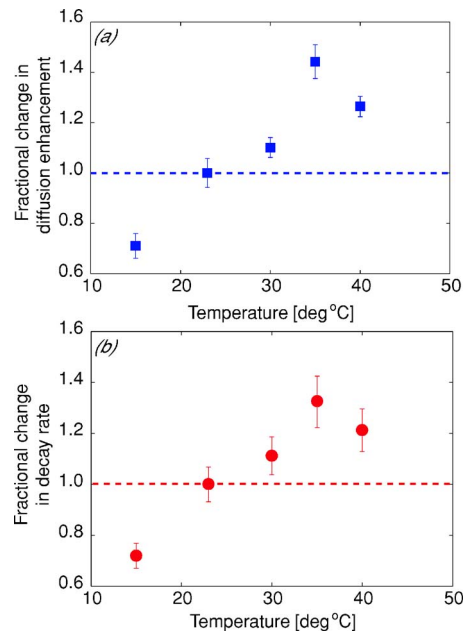 (a)
Fractional change in
diffusion enhancement
1.6
1.4
1.2
1.0
0.8
0.6
10 20 30 40 50
Temperature [deg°C]
(b)
Fractional change
in decay rate
1.6
1.4
1.2
1.0
0.8
0.6
10 20 30 40 50
Temperature [deg°C]